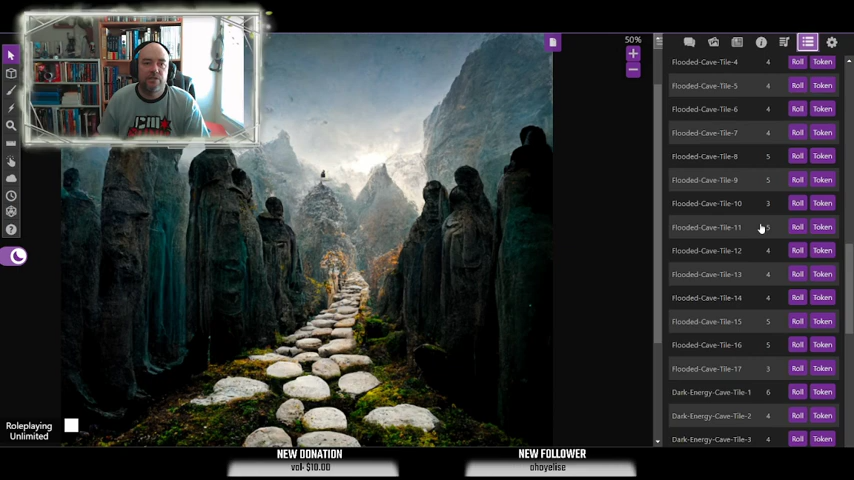 50%
Flooded-Cave-Tile-4 4 Roll Token
Flooded-Cave-Tile-5 4 Roll Token
Flooded-Cave-Tile-6 4 Roll Token
Flooded-Cave-Tile-7 4 Roll Token
Flooded-Cave-Tile-8 5 Roll Token
Flooded-Cave-Tile-9 5 Roll Token
Flooded-Cave-Tile-10 3 Roll Token
Flooded-Cave-Tile-11 5 Roll Token
Flooded-Cave-Tile-12 4 Roll Token
Flooded-Cave-Tile-13 4 Roll Token
Flooded-Cave-Tile-14 4 Roll Token
Flooded-Cave-Tile-15 5 Roll Token
Flooded-Cave-Tile-16 5 Roll Token
Flooded-Cave-Tile-17 3 Roll Token
Dark-Energy-Cave-Tile-1 6 Roll Token
Dark-Energy-Cave-Tile-2 4 Roll Token
Dark-Energy-Cave-Tile-3 4 Roll Token
Roleplaying
Unlimited
NEW DONATION
vol- $10.00
NEW FOLLOWER
ahoyelise